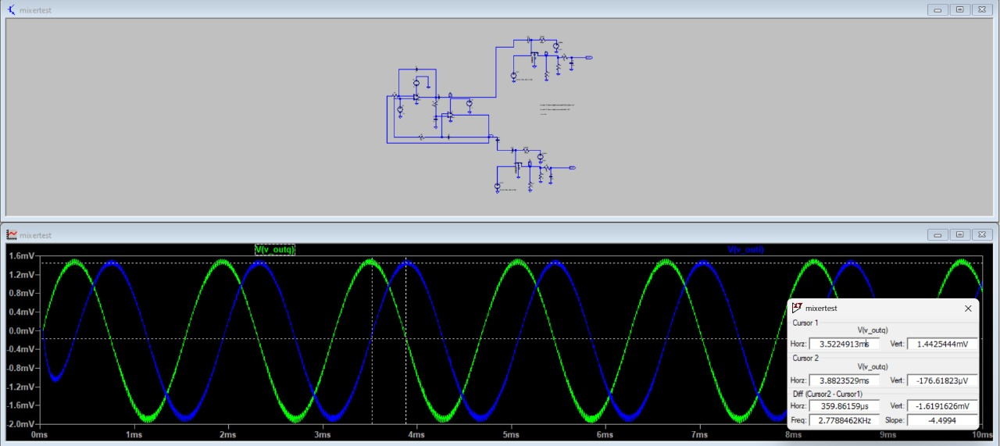 mixertest
mixertest
V(v_outq)
V(v_outi)
1.6mV
1.2mV
0.8mV
0.4mV
0.0mV
-0.4mV
-0.8mV
-1.2mV
-1.6mV
-2.0mV
0ms
1ms
2ms
3ms
4ms
5ms
6ms
7ms
8ms
9ms
10ms
mixertest
Cursor 1
V(v_outq)
Horz: 3.5224913ms Vert: 1.4425444mV
Cursor 2
V(v_outq)
Horz: 3.8823529ms Vert: -176.61823µV
Diff (Cursor2 - Cursor1)
Horz: 359.86159µs Vert: -1.6191626mV
Freq: 2.7788462KHz Slope: -4.4994